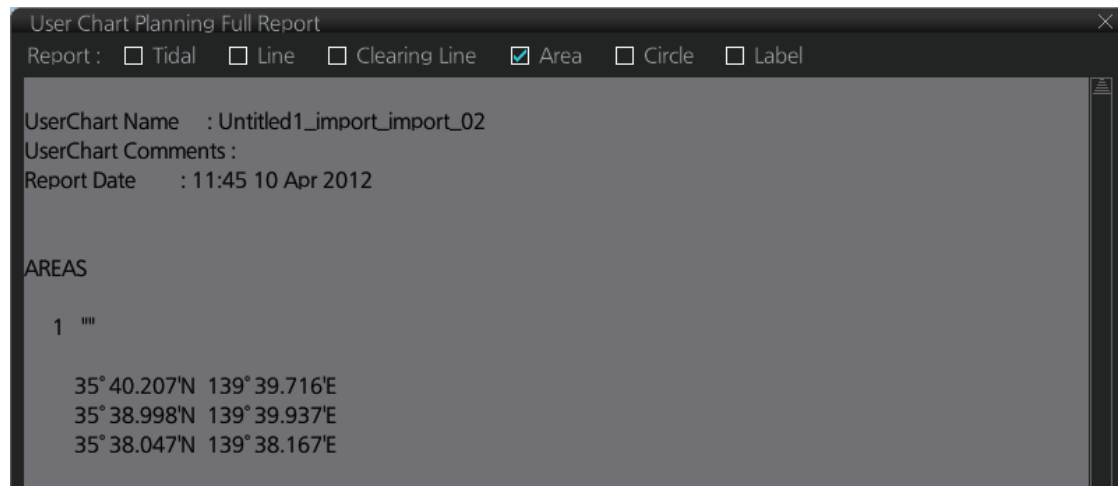 User Chart Planning Full Report
Report : Tidal Line Clearing Line Area Circle Label
UserChart Name : Untitled1_import_import_02
UserChart Comments :
Report Date : 11:45 10 Apr 2012
AREAS
1 ""
35°40.207'N 139°39.716'E
35°38.998'N 139°39.937'E
35°38.047'N 139°38.167'E